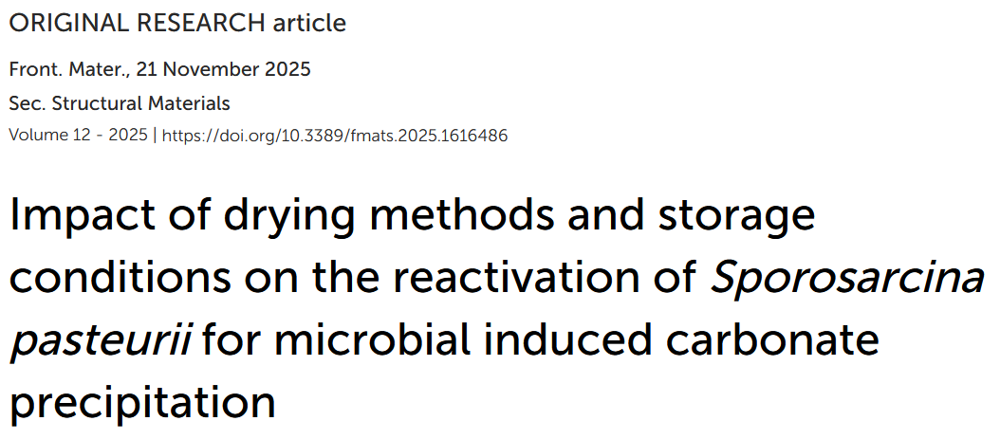 ORIGINAL RESEARCH article
Front. Mater., 21 November 2025
Sec. Structural Materials
Volume 12 - 2025 | https://doi.org/10.3389/fmats.2025.1616486
Impact of drying methods and storage
conditions on the reactivation of Sporosarcina
pasteurii for microbial induced carbonate
precipitation